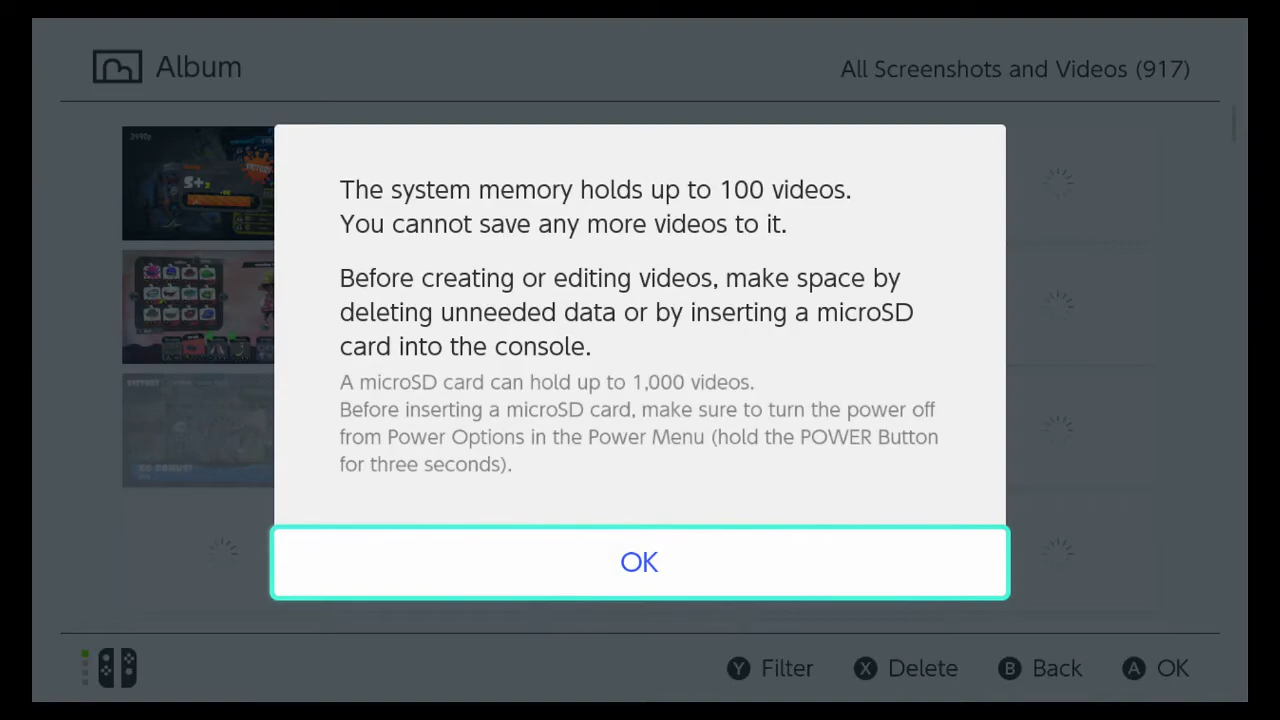 Album
All Screenshots and Videos (917)
VICTORY
S+2
The system memory holds up to 100 videos.
You cannot save any more videos to it.
Before creating or editing videos, make space by
deleting unneeded data or by inserting a microSD
card into the console.
A microSD card can hold up to 1,000 videos.
Before inserting a microSD card, make sure to turn the power off
from Power Options in the Power Menu (hold the POWER Button
for three seconds).
OK
Y Filter
X Delete
B Back
A OK